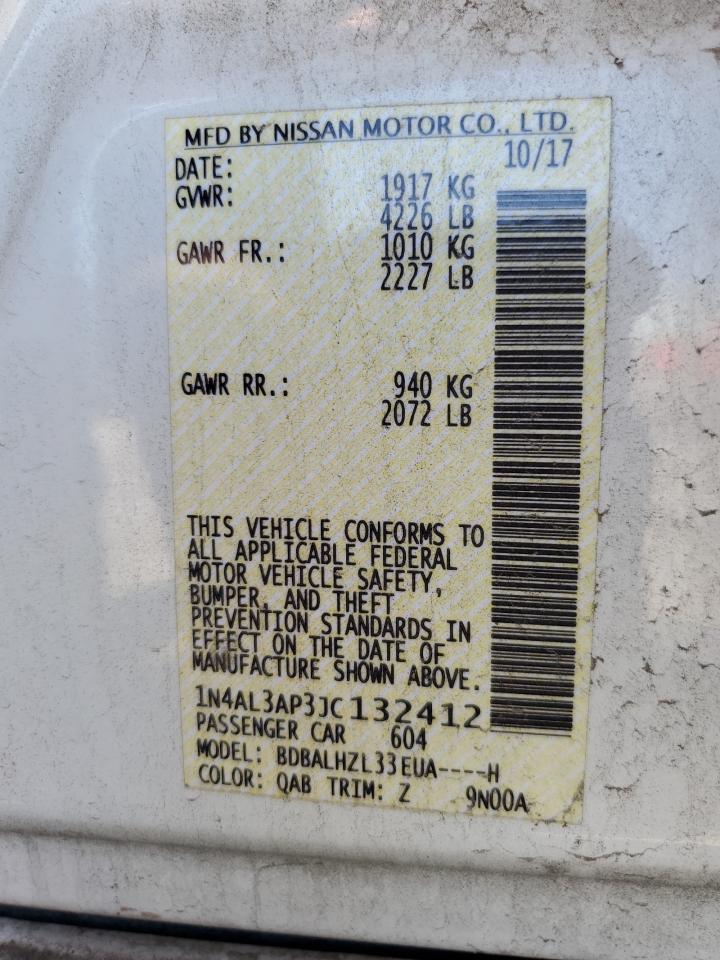 MFD BY NISSAN MOTOR CO., LTD.
DATE: 10/17
GVWR: 1917 KG
4226 LB
GAWR FR.: 1010 KG
2227 LB
GAWR RR.: 940 KG
2072 LB
THIS VEHICLE CONFORMS TO
ALL APPLICABLE FEDERAL
MOTOR VEHICLE SAFETY,
BUMPER, AND THEFT
PREVENTION STANDARDS IN
EFFECT ON THE DATE OF
MANUFACTURE SHOWN ABOVE.
1N4AL3AP3JC132412
PASSENGER CAR 604
MODEL: BDBALHZL33EUA----H
COLOR: QAB TRIM: Z 9N00A